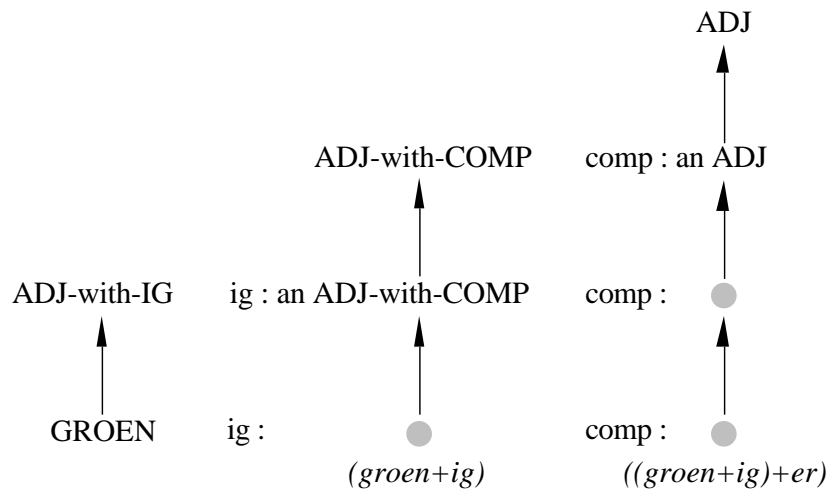 ADJ
ADJ-with-COMP comp : an ADJ
ADJ-with-IG ig : an ADJ-with-COMP comp :
GROEN ig : comp :
(groen+ig) ((groen+ig)+er)